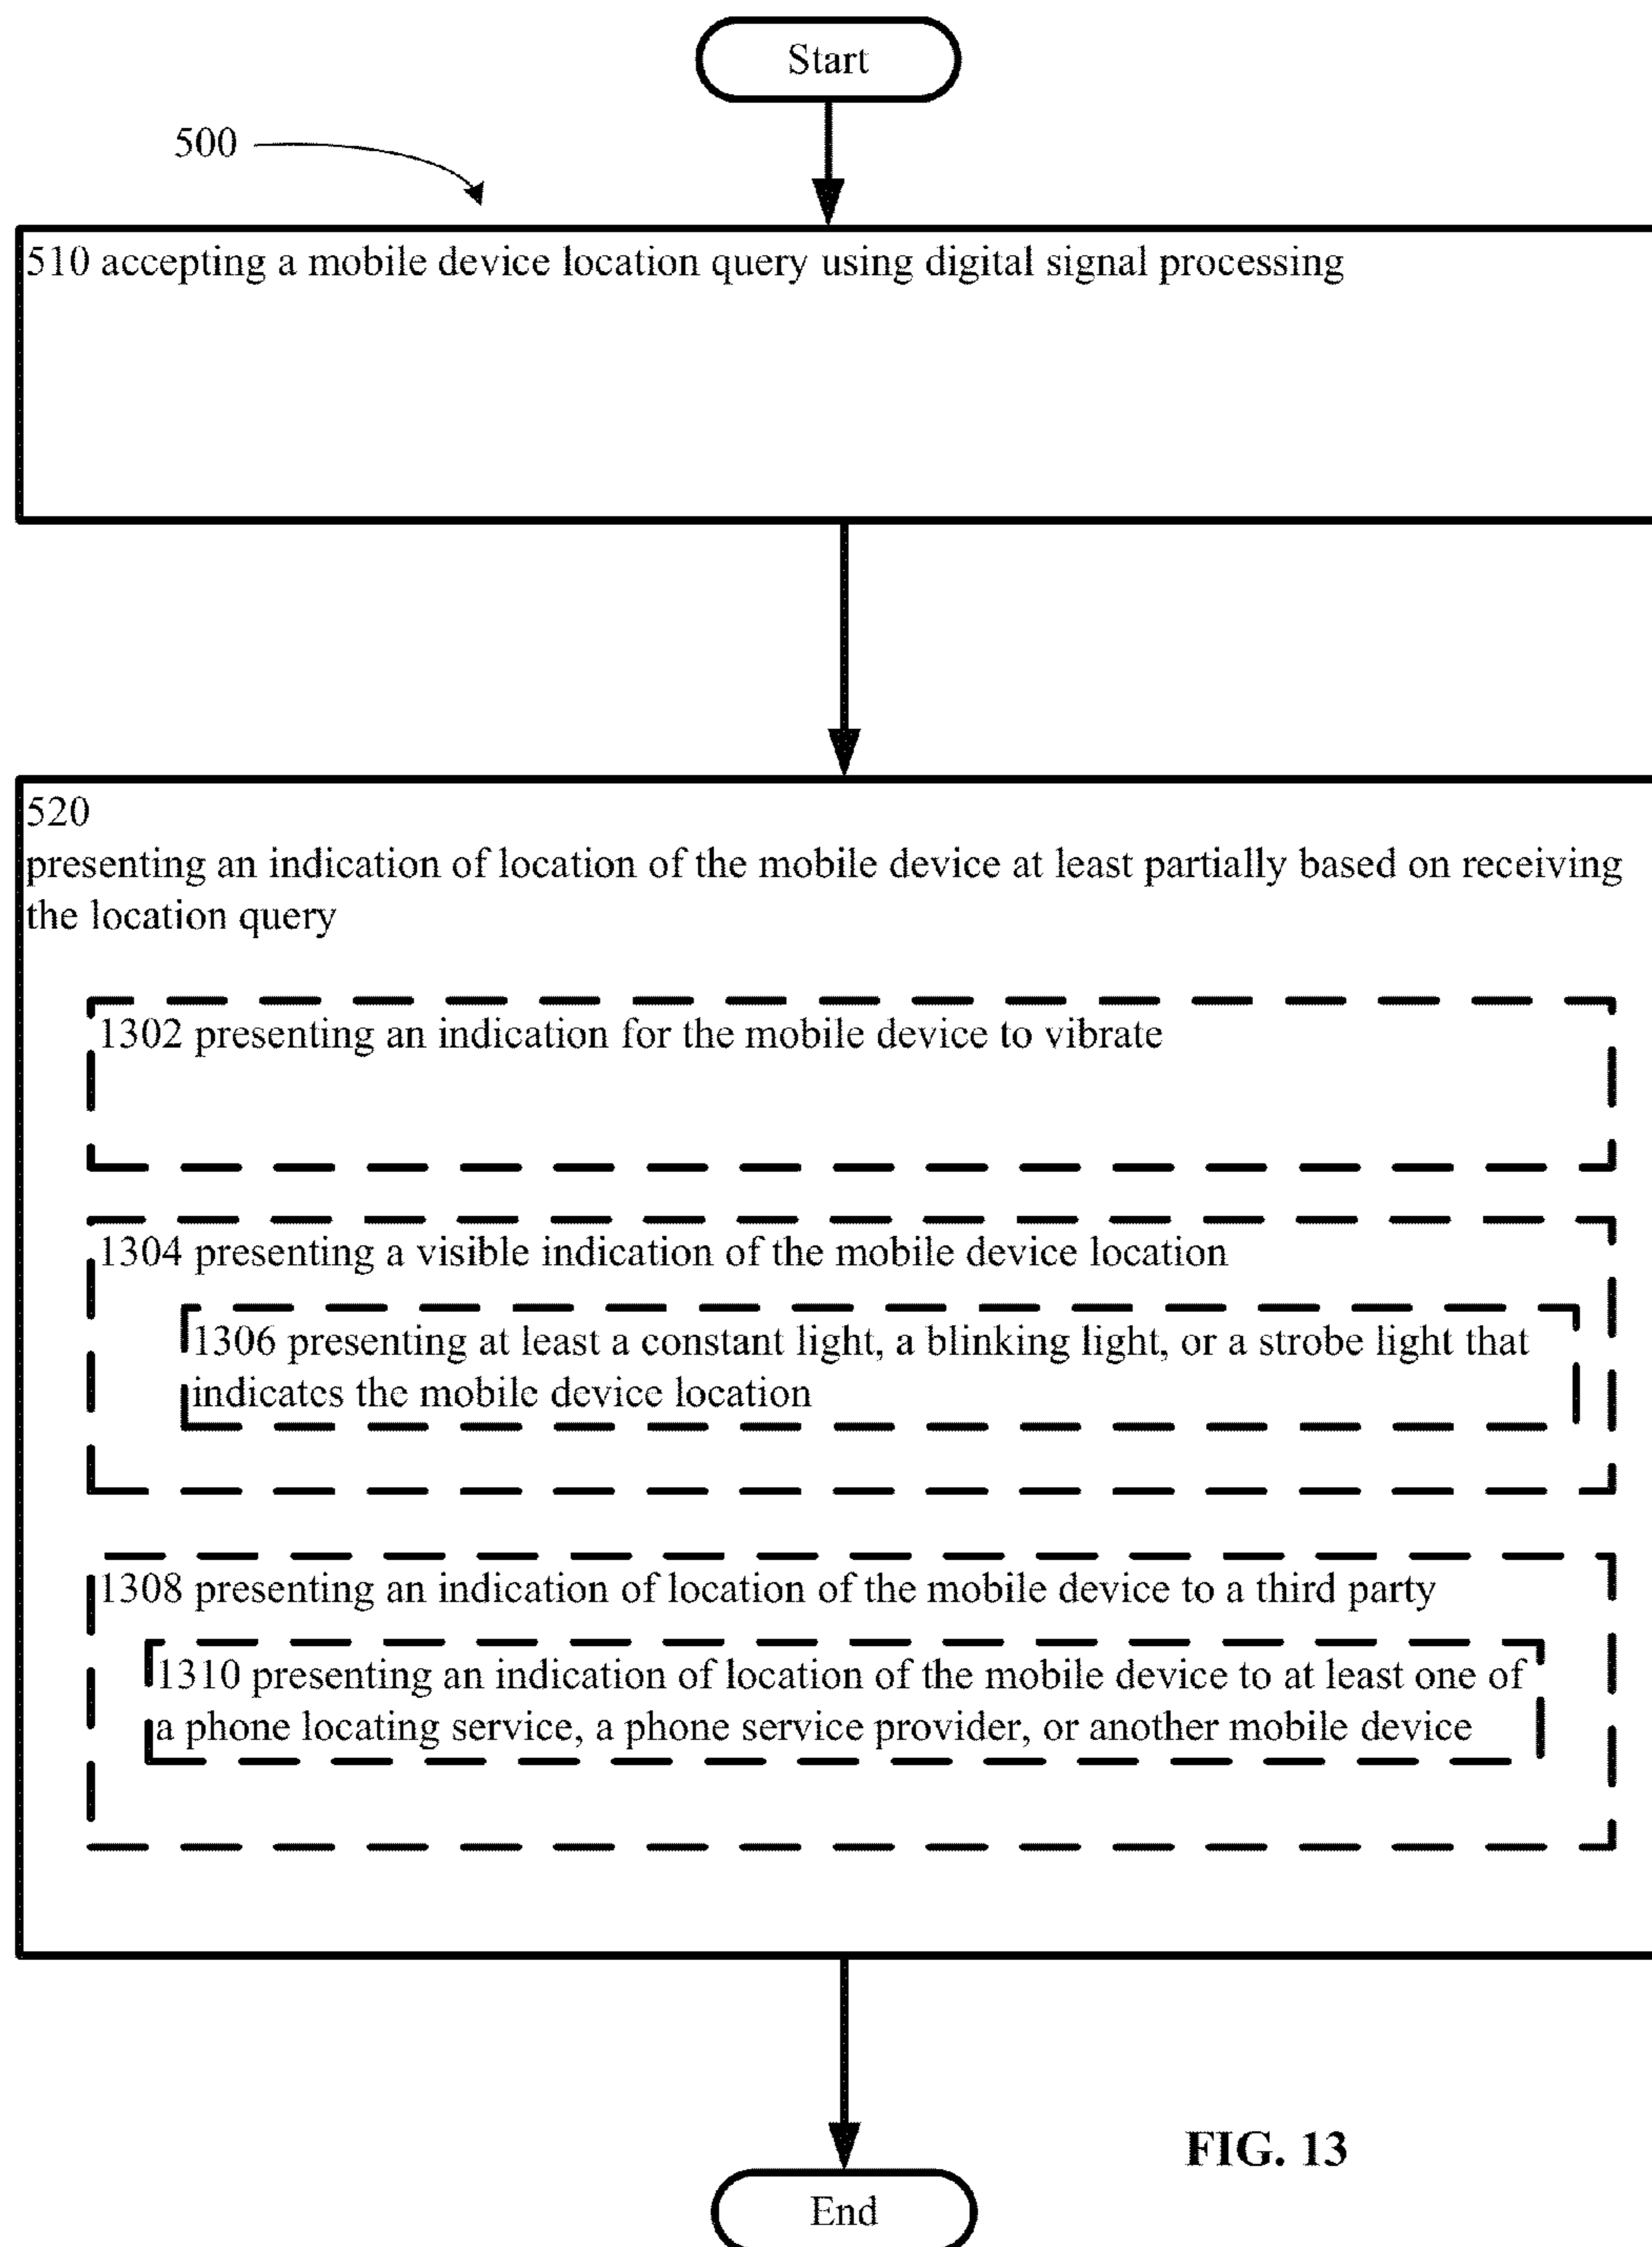 Start
500
510 accepting a mobile device location query using digital signal processing
520
presenting an indication of location of the mobile device at least partially based on receiving
the location query
1302 presenting an indication for the mobile device to vibrate
1304 presenting a visible indication of the mobile device location
1306 presenting at least a constant light, a blinking light, or a strobe light that
indicates the mobile device location
1308 presenting an indication of location of the mobile device to a third party
1310 presenting an indication of location of the mobile device to at least one of
a phone locating service, a phone service provider, or another mobile device
FIG. 13
End